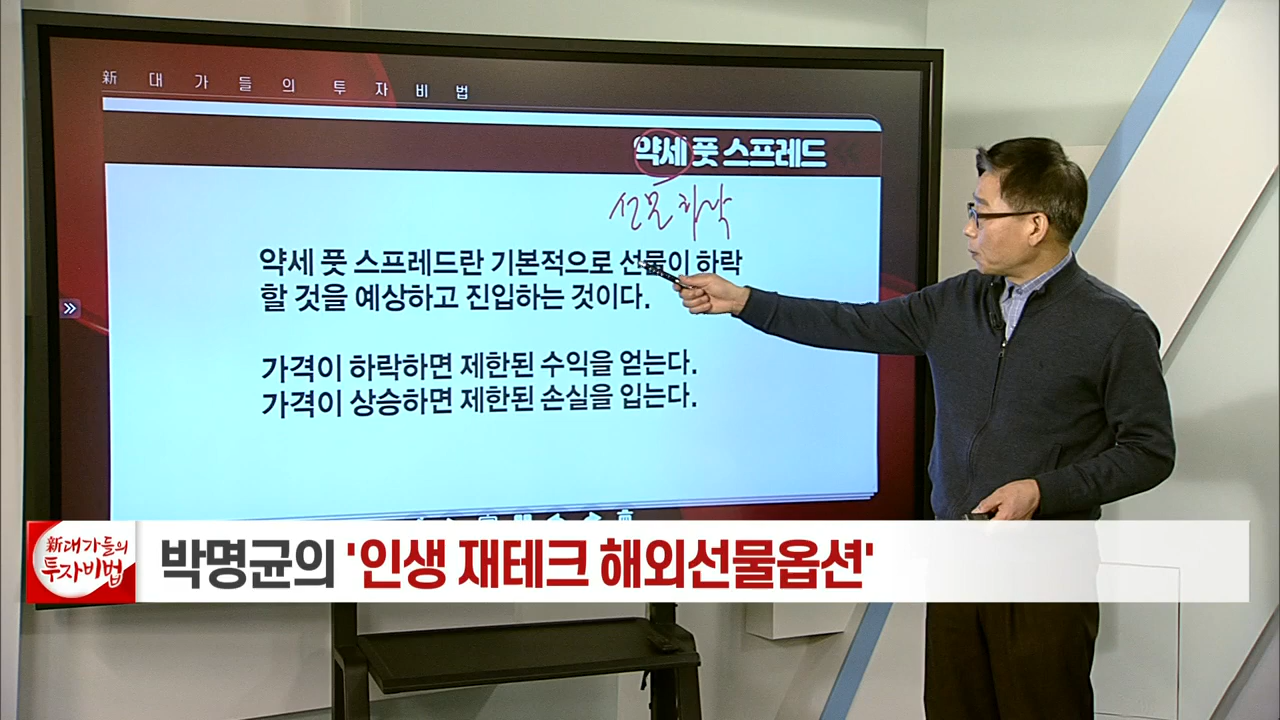 新 대가들의 투자비법
약세 풋 스프레드
선물 하락
약세 풋 스프레드란 기본적으로 선물이 하락
할 것을 예상하고 진입하는 것이다.
가격이 하락하면 제한된 수익을 얻는다.
가격이 상승하면 제한된 손실을 입는다.
新대가들의
투자비법
박명균의 '인생 재테크 해외선물옵션'